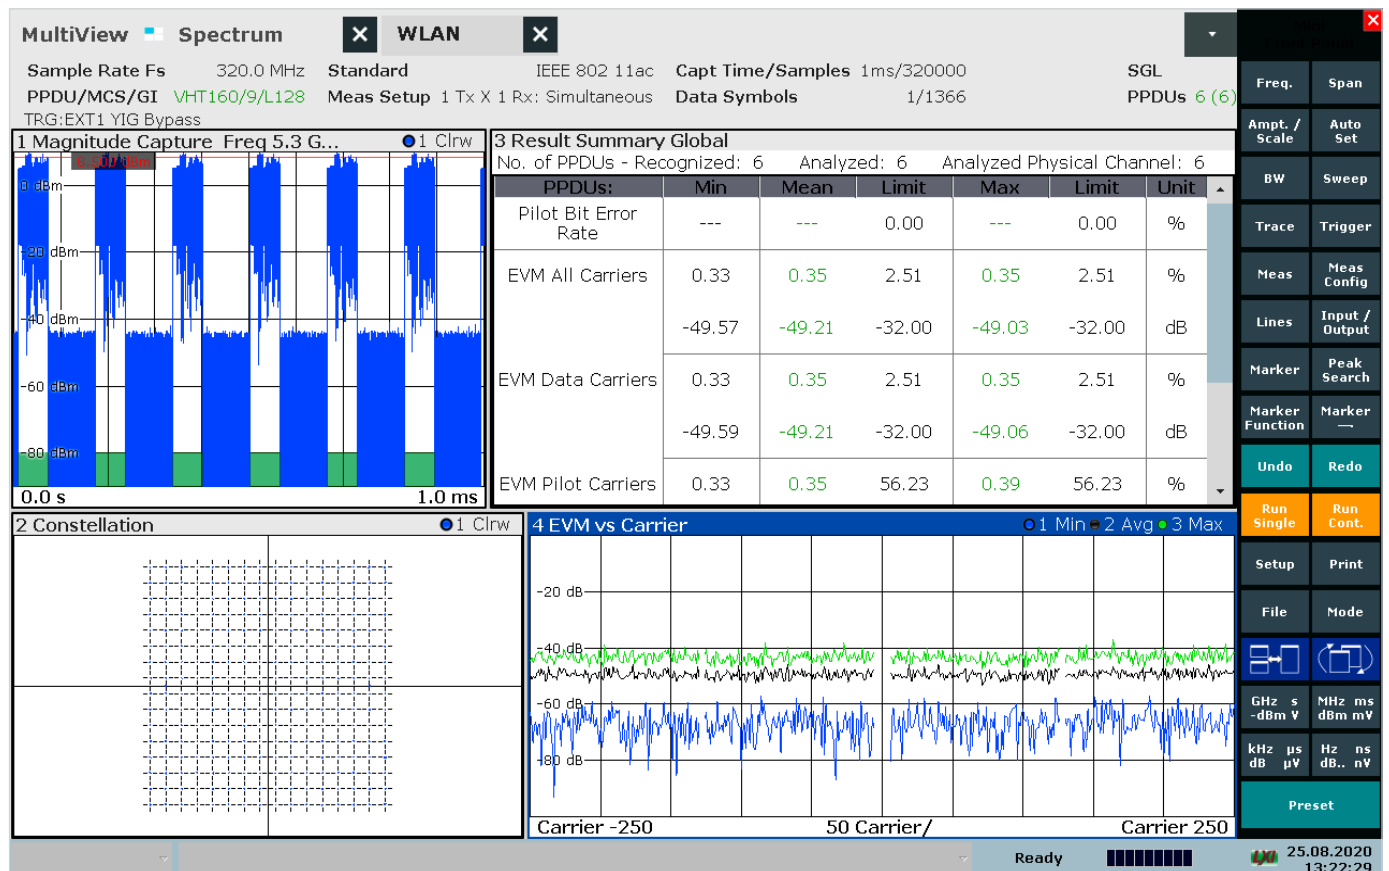 MultiView Spectrum WLAN
Sample Rate Fs 320.0 MHz Standard IEEE 802 11ac Capt Time/Samples 1ms/320000 SGL
PPDU/MCS/GI VHT160/9/L128 Meas Setup 1 Tx X 1 Rx: Simultaneous Data Symbols 1/1366 PPDUs 6 (6)
TRG:EXT1 YIG Bypass
1 Magnitude Capture Freq 5.3 G... 1 Clrw
0 dBm
-20 dBm
-40 dBm
-60 dBm
-80 dBm
0.0 s 1.0 ms
3 Result Summary Global
No. of PPDUs - Recognized: 6 Analyzed: 6 Analyzed Physical Channel: 6
PPDUs: Min Mean Limit Max Limit Unit
Pilot Bit Error Rate --- --- 0.00 --- 0.00 %
EVM All Carriers 0.33 0.35 2.51 0.35 2.51 %
-49.57 -49.21 -32.00 -49.03 -32.00 dB
EVM Data Carriers 0.33 0.35 2.51 0.35 2.51 %
-49.59 -49.21 -32.00 -49.06 -32.00 dB
EVM Pilot Carriers 0.33 0.35 56.23 0.39 56.23 %
2 Constellation 1 Clrw
4 EVM vs Carrier 1 Min 2 Avg 3 Max
-20 dB
-40 dB
-60 dB
-80 dB
Carrier -250 50 Carrier/ Carrier 250
Freq. Span
Ampt. / Scale Auto Set
BW Sweep
Trace Trigger
Meas Meas Config
Lines Input / Output
Marker Peak Search
Marker Function Marker →
Undo Redo
Run Single Run Cont.
Setup Print
File Mode
GHz s -dBm V MHz ms dBm mV
kHz µs dB µV Hz ns dB.. nV
Preset
Ready LXI 25.08.2020
13:22:29